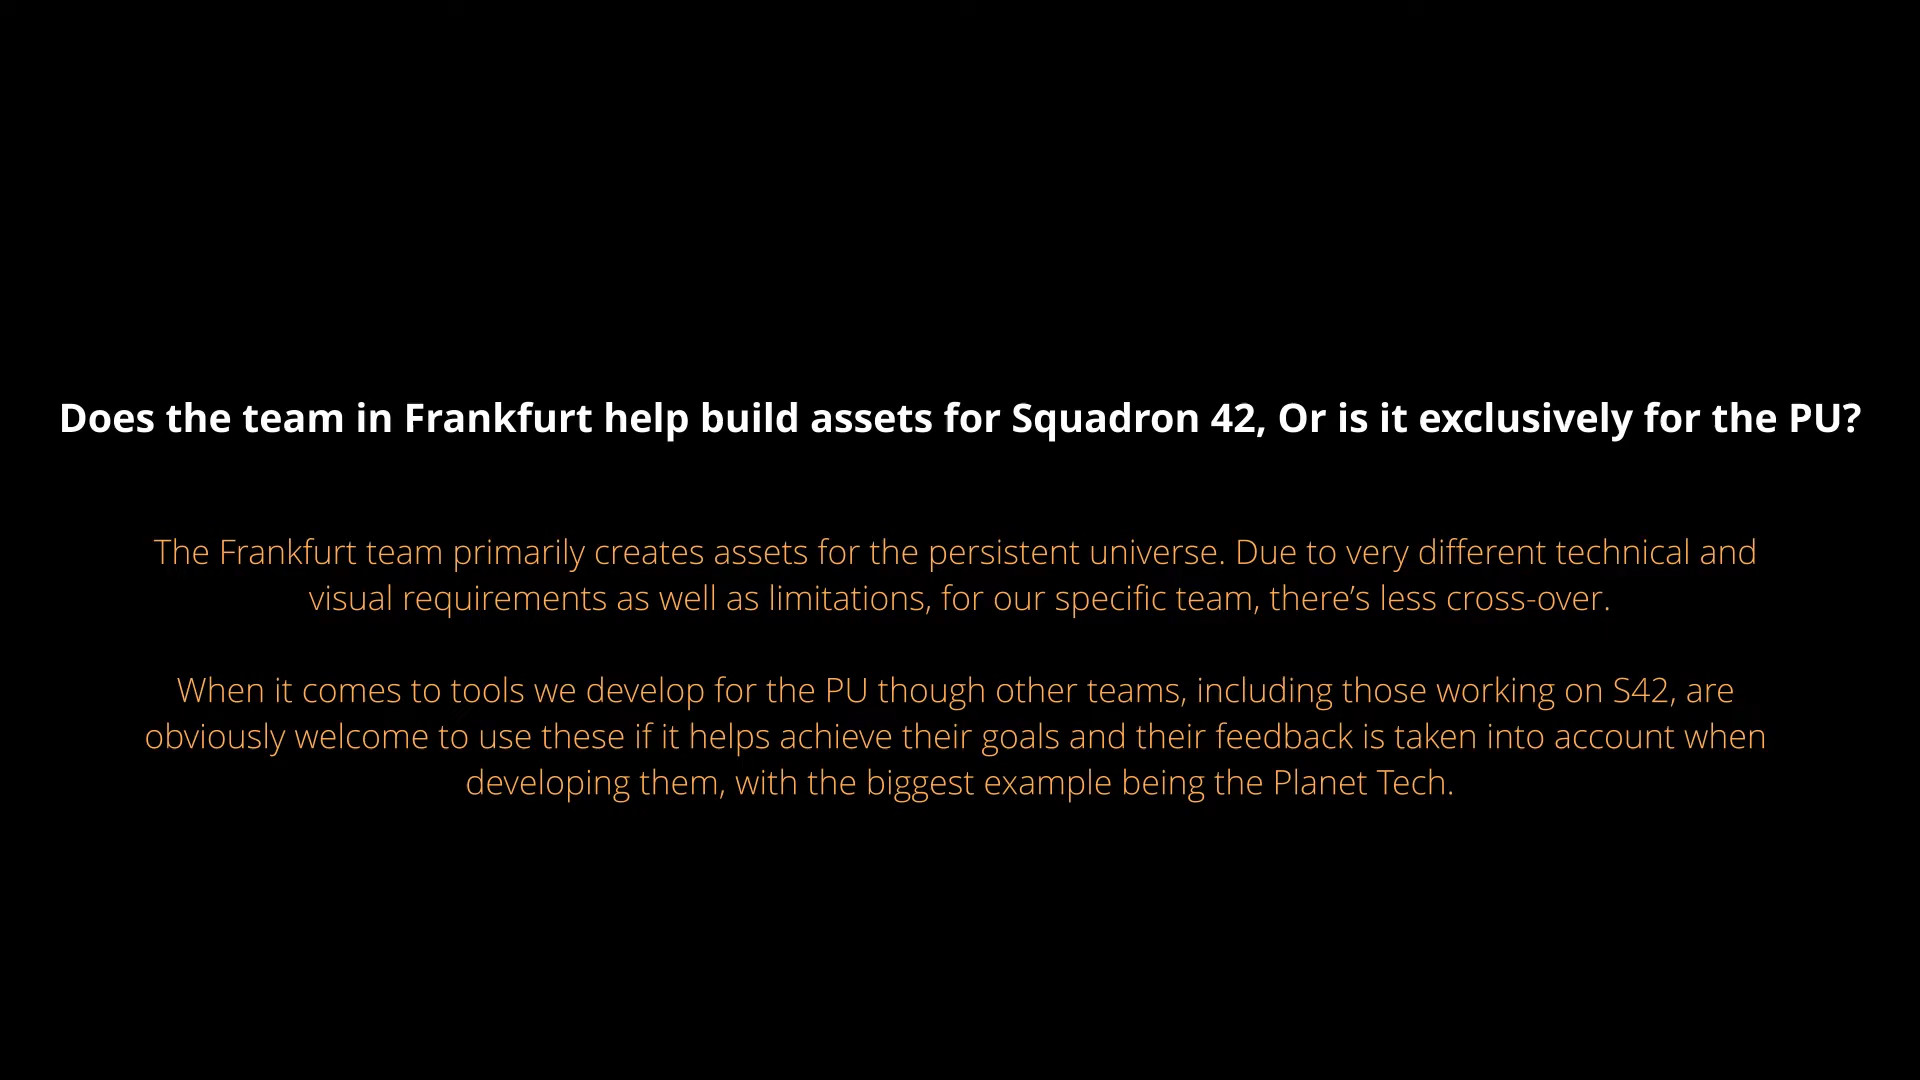 Does the team in Frankfurt help build assets for Squadron 42, Or is it exclusively for the PU?
The Frankfurt team primarily creates assets for the persistent universe. Due to very different technical and
visual requirements as well as limitations, for our specific team, there’s less cross-over.
When it comes to tools we develop for the PU though other teams, including those working on S42, are
obviously welcome to use these if it helps achieve their goals and their feedback is taken into account when
developing them, with the biggest example being the Planet Tech.